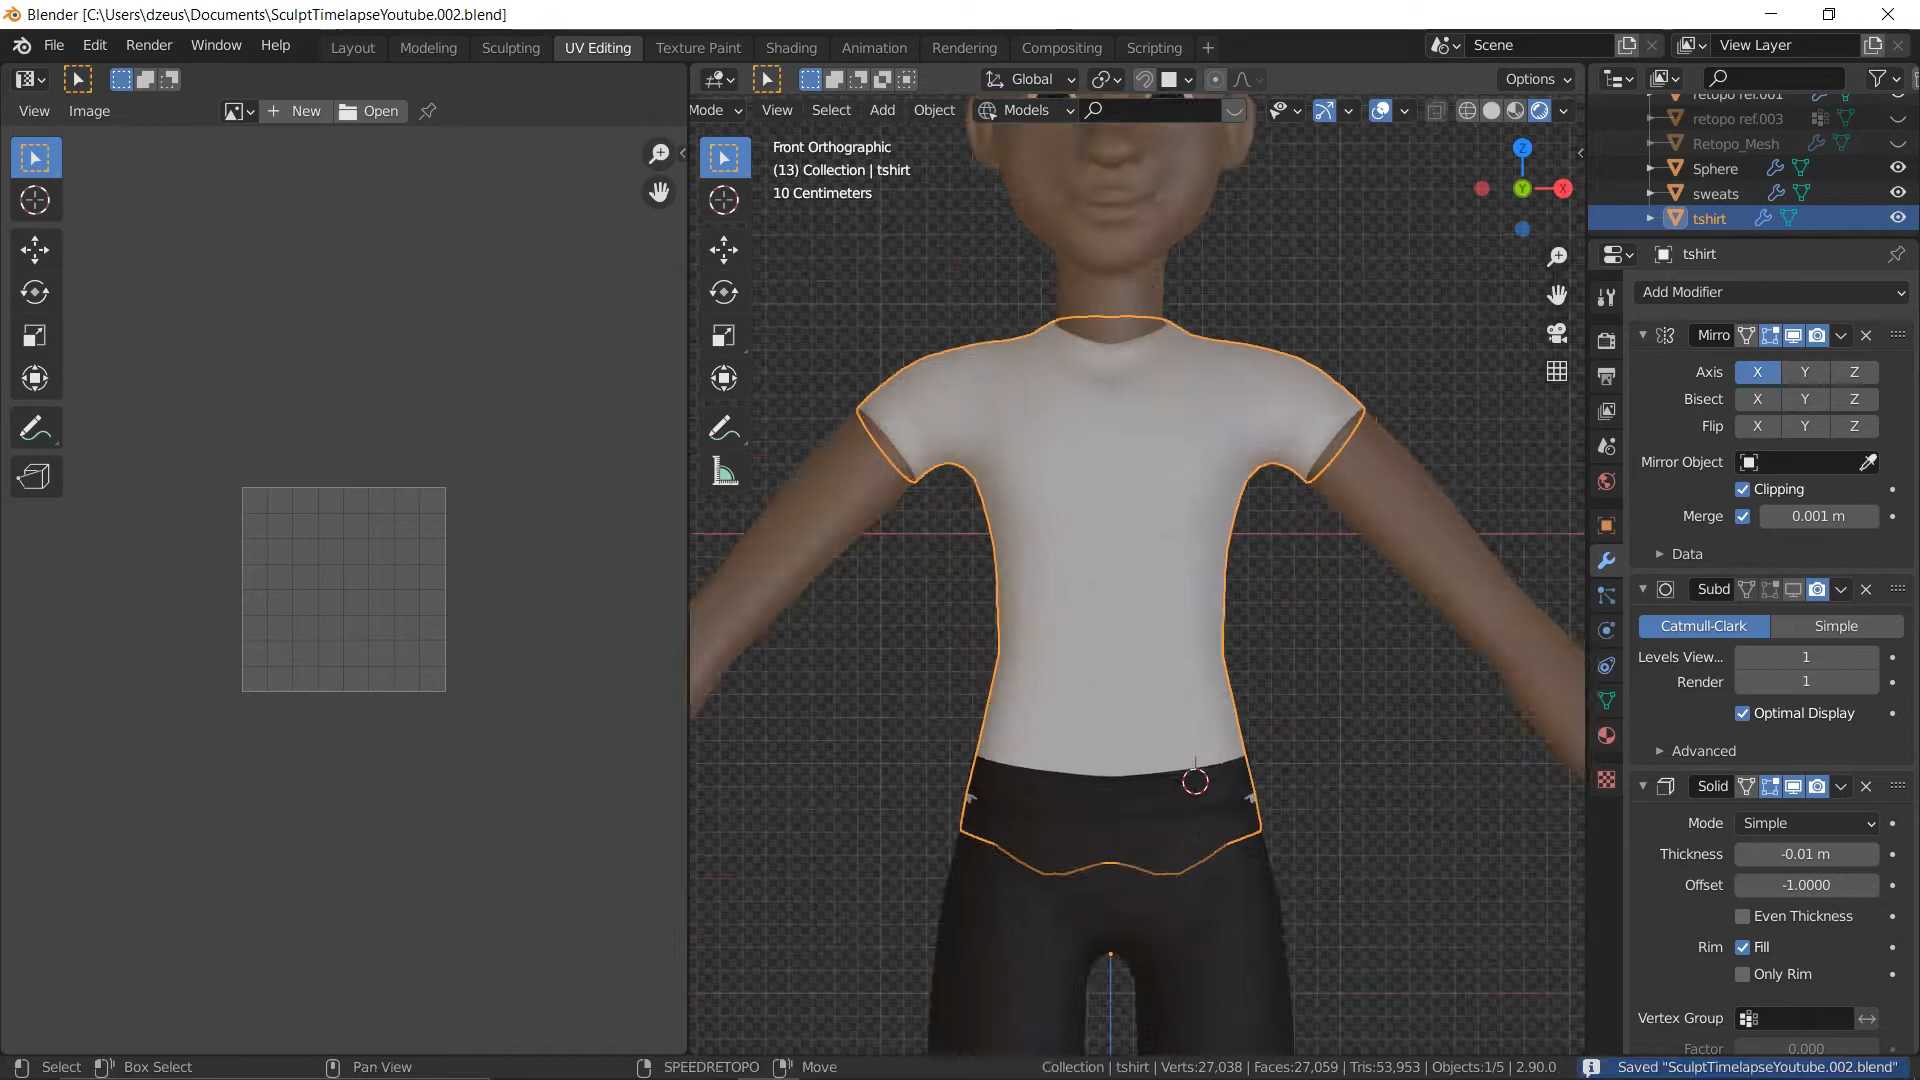 Blender [C:\Users\dzeus\Documents\SculptTimelapseYoutube.002.blend]
File Edit Render Window Help Layout Modeling Sculpting UV Editing Texture Paint Shading Animation Rendering Compositing Scripting + Scene View Layer
Global Options
View Image + New Open Mode View Select Add Object Models
Front Orthographic
(13) Collection | tshirt
10 Centimeters
Z
Y
X
retopo ref.001
retopo ref.003
Retopo_Mesh
Sphere
sweats
tshirt
tshirt
Add Modifier
Mirro
Axis X Y Z
Bisect X Y Z
Flip X Y Z
Mirror Object
Clipping
Merge 0.001 m
Data
Subd
Catmull-Clark Simple
Levels View... 1
Render 1
Optimal Display
Advanced
Solid
Mode Simple
Thickness -0.01 m
Offset -1.0000
Even Thickness
Rim Fill
Only Rim
Vertex Group
Factor 0.000
Select Box Select Pan View SPEEDRETOPO Move Collection | tshirt | Verts:27,038 | Faces:27,059 | Tris:53,953 | Objects:1/5 | 2.90.0 Saved "SculptTimelapseYoutube.002.blend"